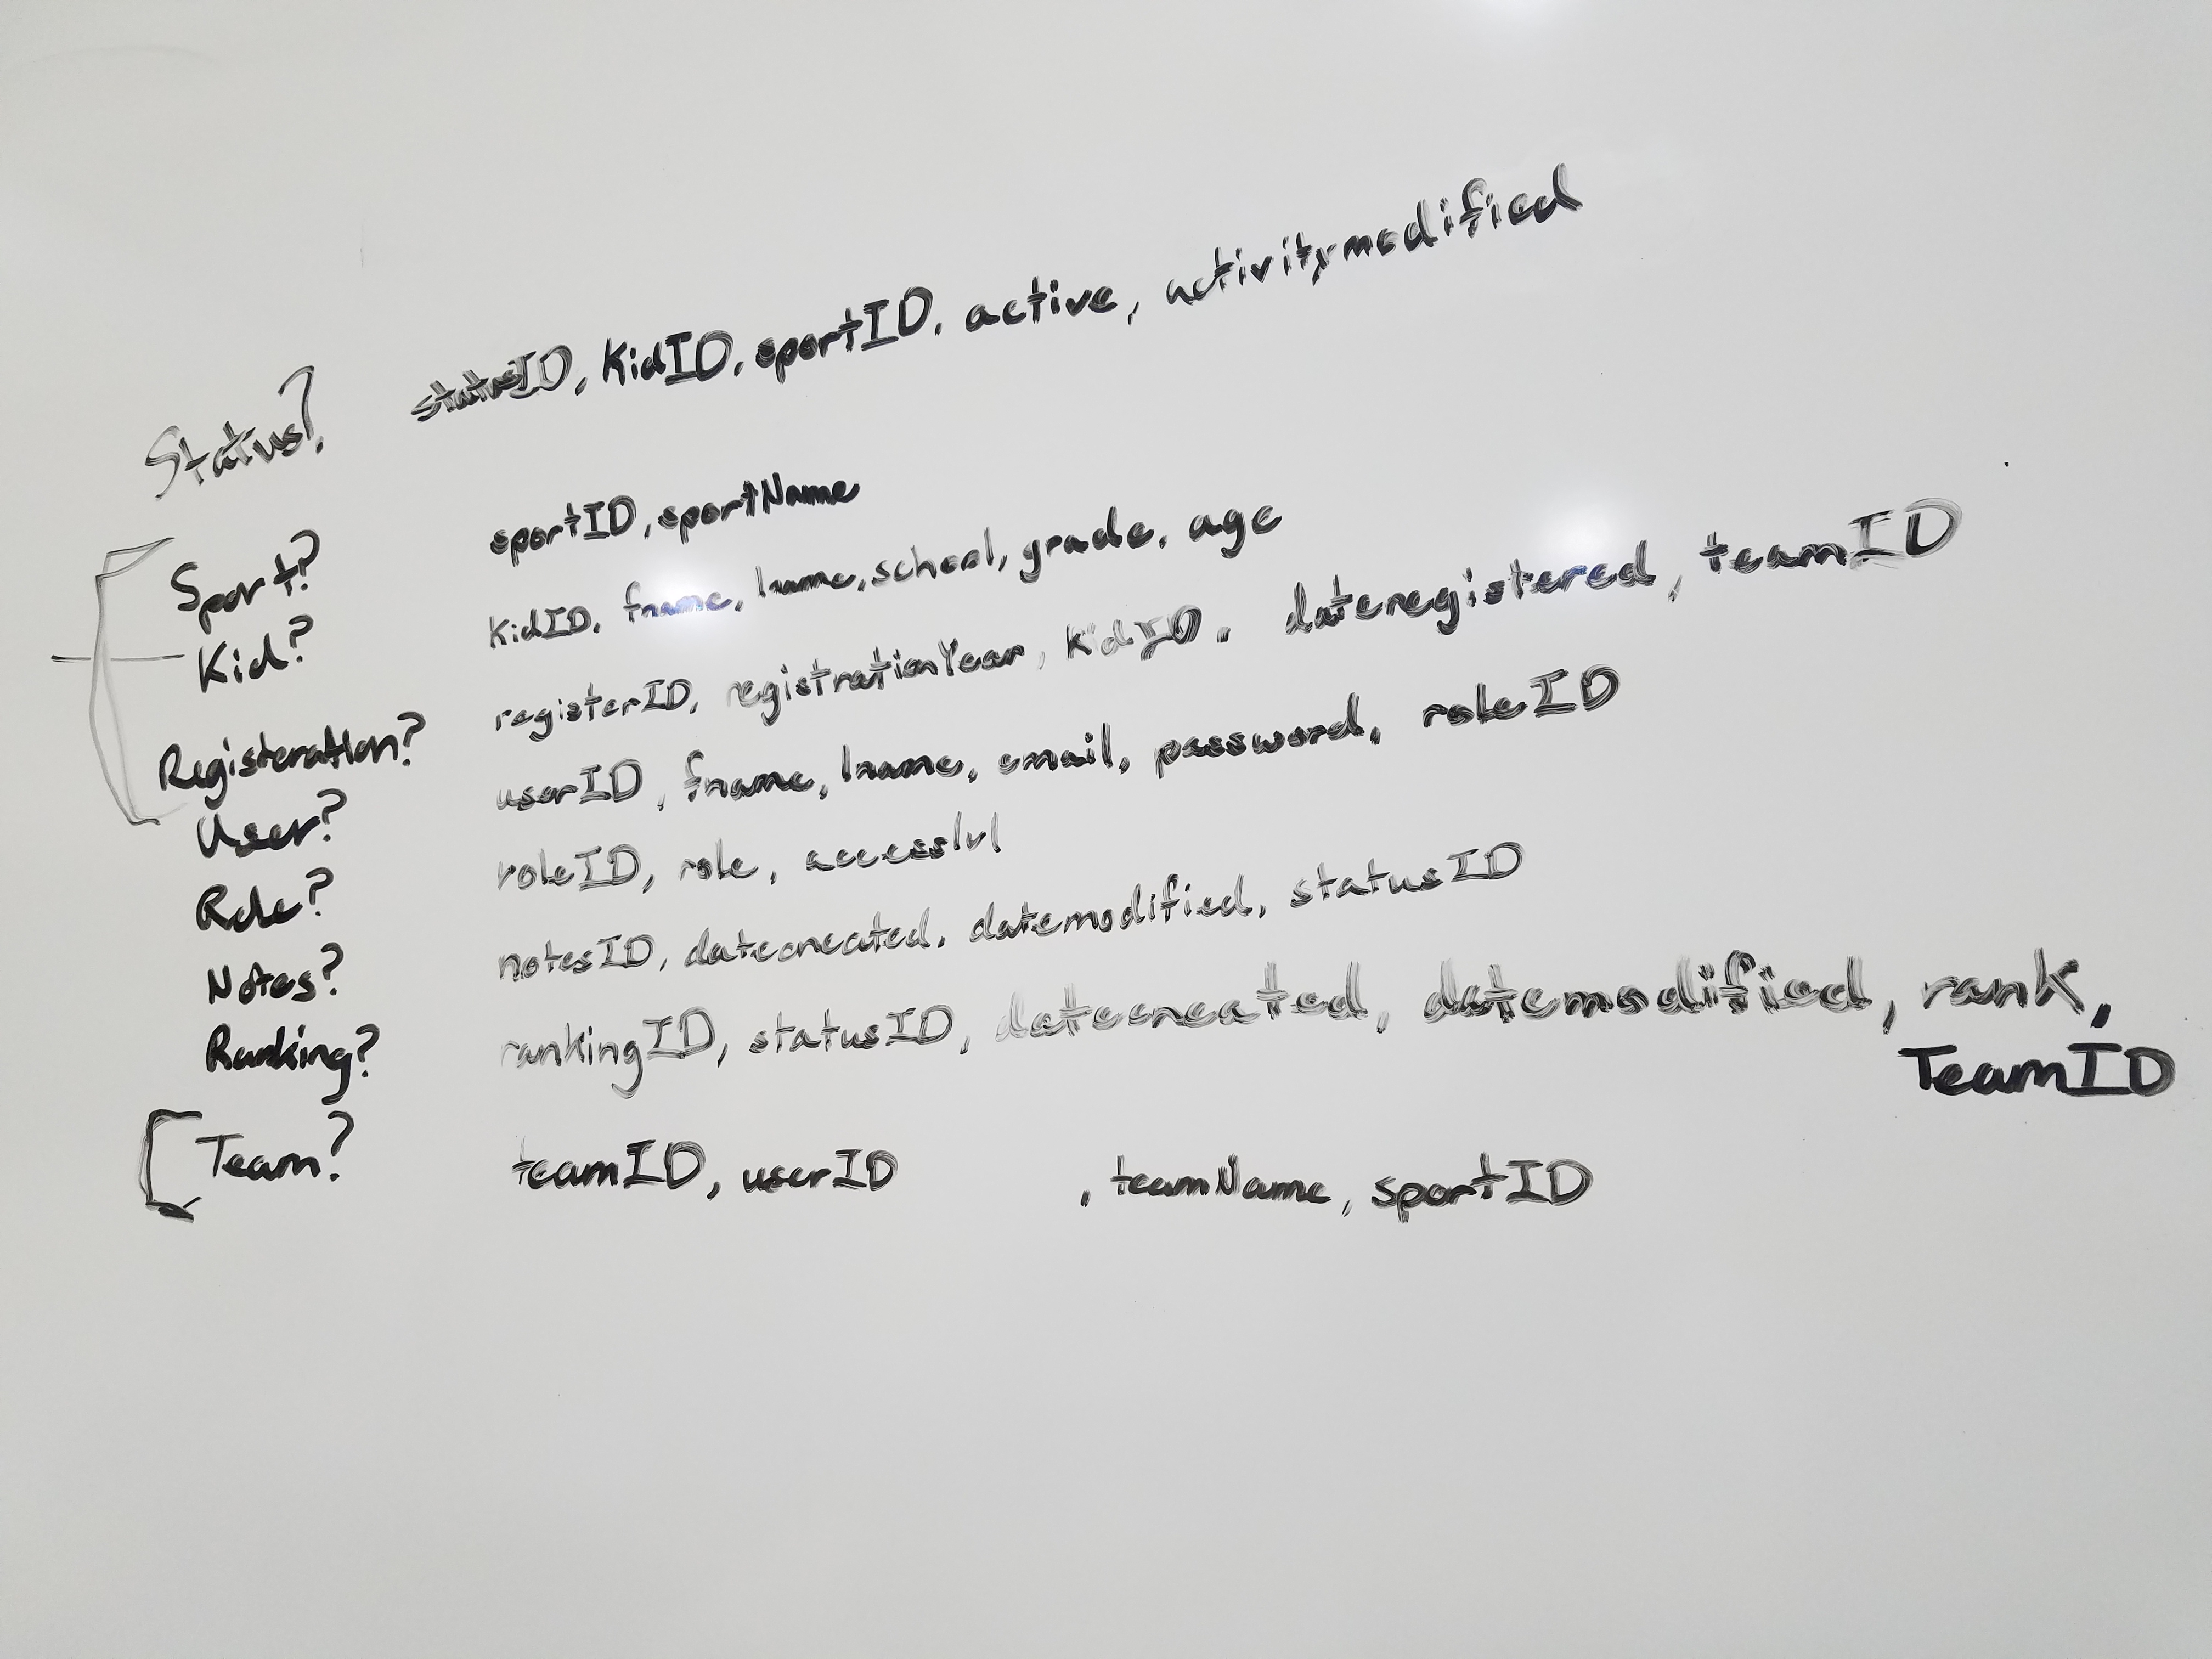 Status? statusID, KidID, sportID, active, activitymodified
Sport? sportID, sportName
Kid? KidID, fname, lname, school, grade, age
Registeration? registerID, registrationYear, KidID, dateregistered, teamID
User? userID, fname, lname, email, password, roleID
Role? roleID, role, accesslvl
Notes? notesID, datecreated, datemodified, statusID
Ranking? rankingID, statusID, datecreated, datemodified, rank,
TeamID
Team? teamID, userID , teamName, sportID